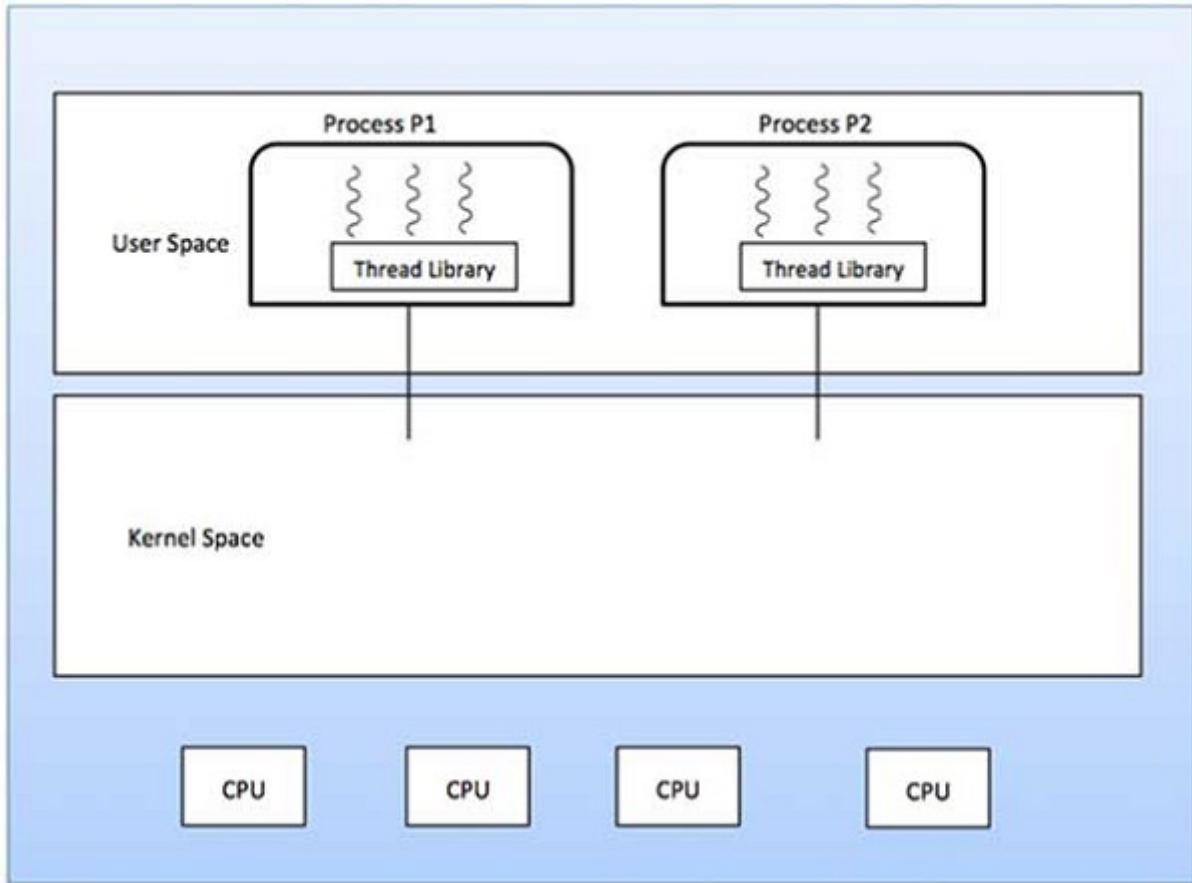 Process P1
Process P2
User Space
Thread Library
Thread Library
Kernel Space
CPU
CPU
CPU
CPU